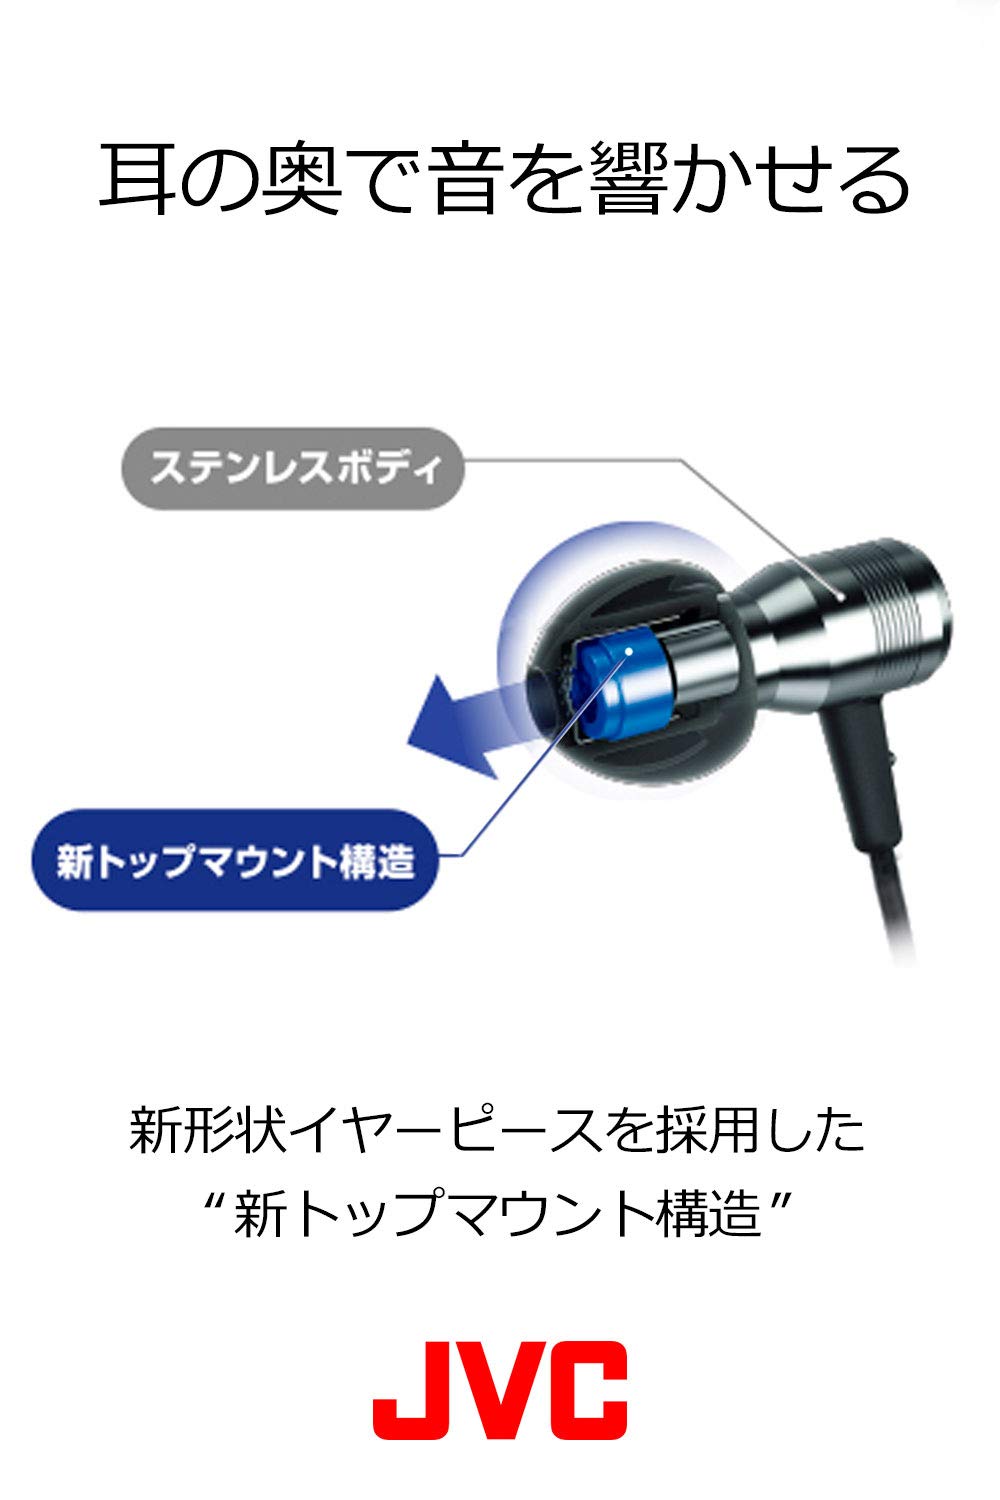 耳の奥で音を響かせる
ステンレスボディ
新トップマウント構造
新形状イヤーピースを採用した
“新トップマウント構造”
JVC